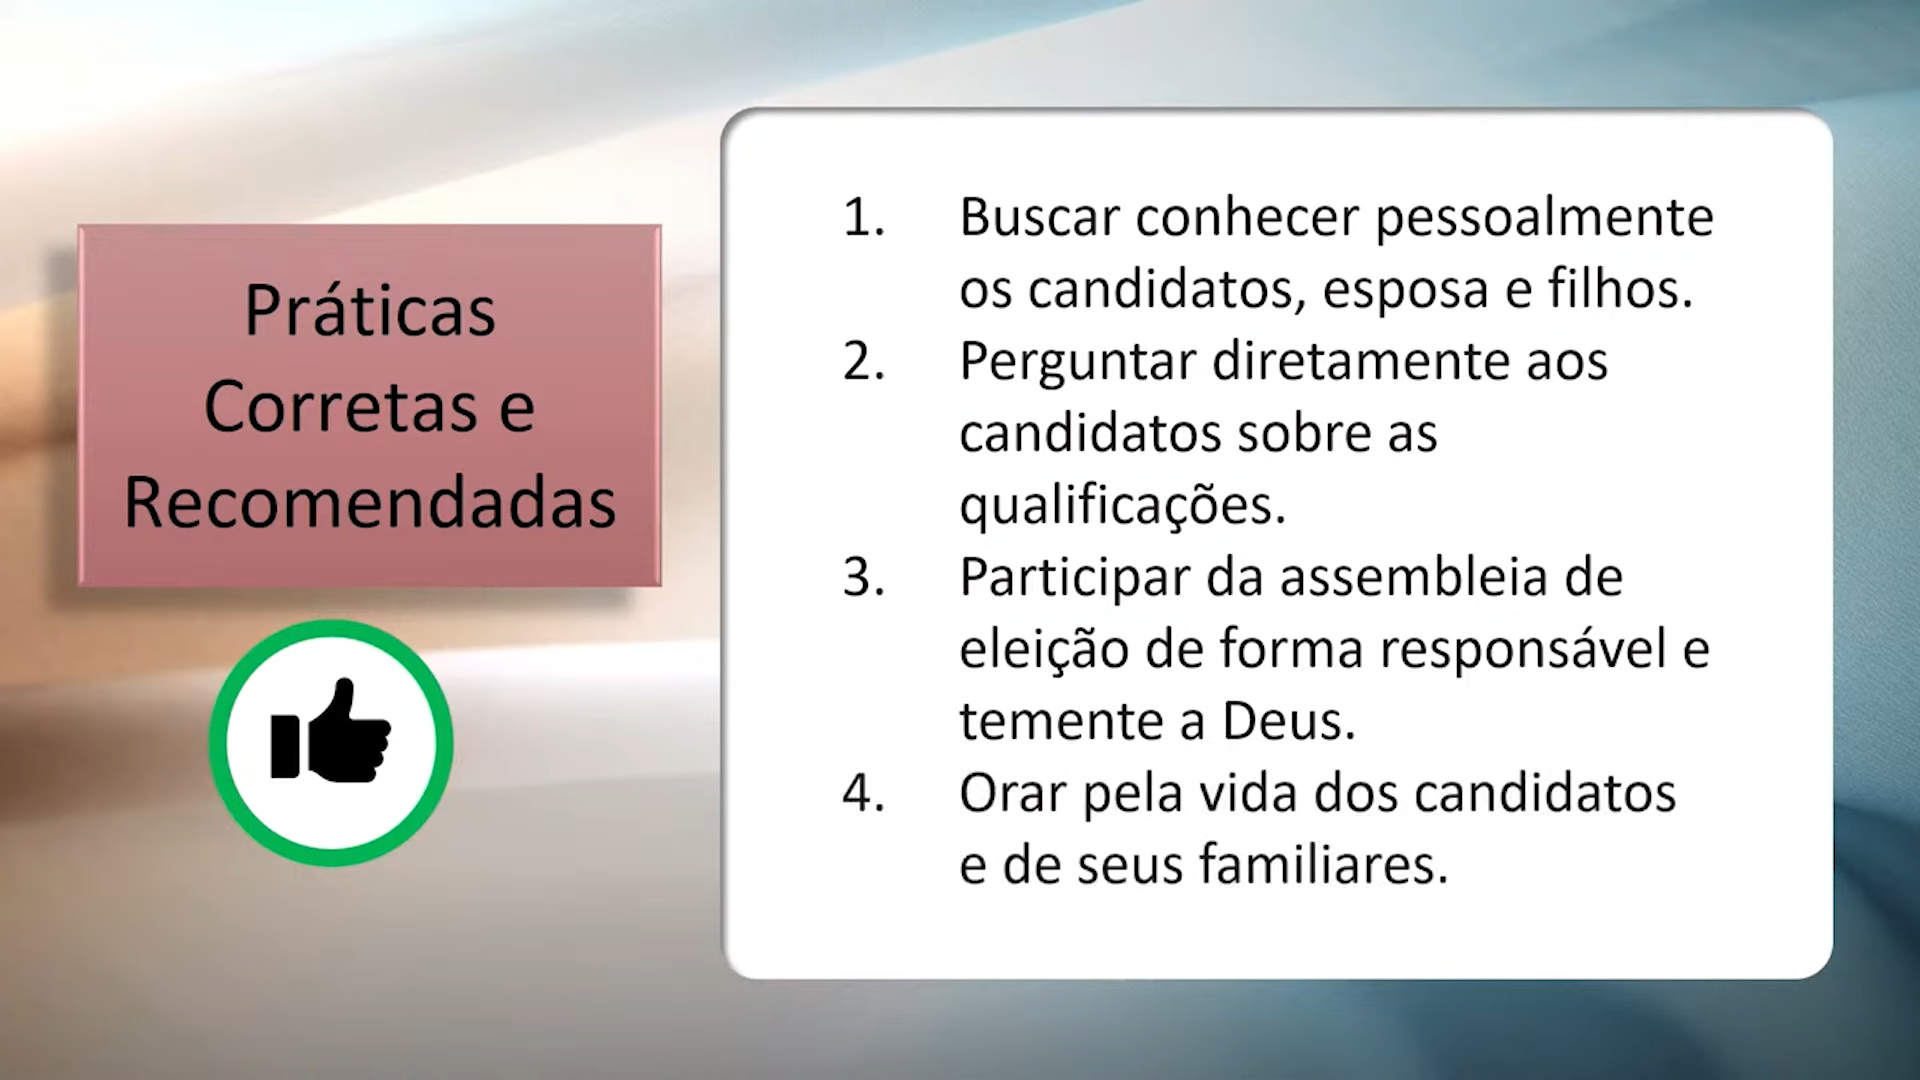 Práticas
Corretas e
Recomendadas
1. Buscar conhecer pessoalmente
os candidatos, esposa e filhos.
2. Perguntar diretamente aos
candidatos sobre as
qualificações.
3. Participar da assembleia de
eleição de forma responsável e
temente a Deus.
4. Orar pela vida dos candidatos
e de seus familiares.